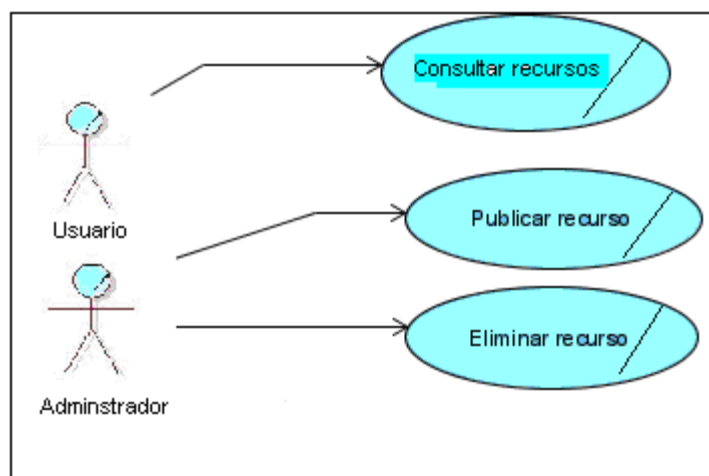 Consultar recursos
Usuario
Publicar recurso
Eliminar recurso
Adminstrador